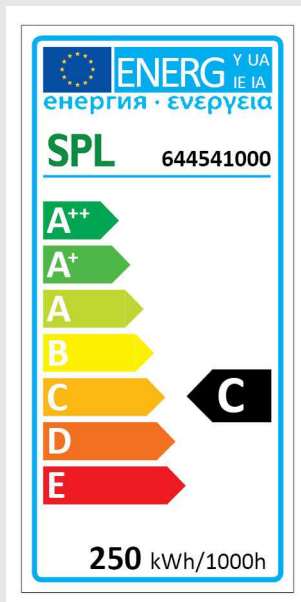 ENERG Y UA
IE IA
енергия · ενεργεια
SPL 644541000
A++
A+
A
B
C C
D
E
250 kWh/1000h